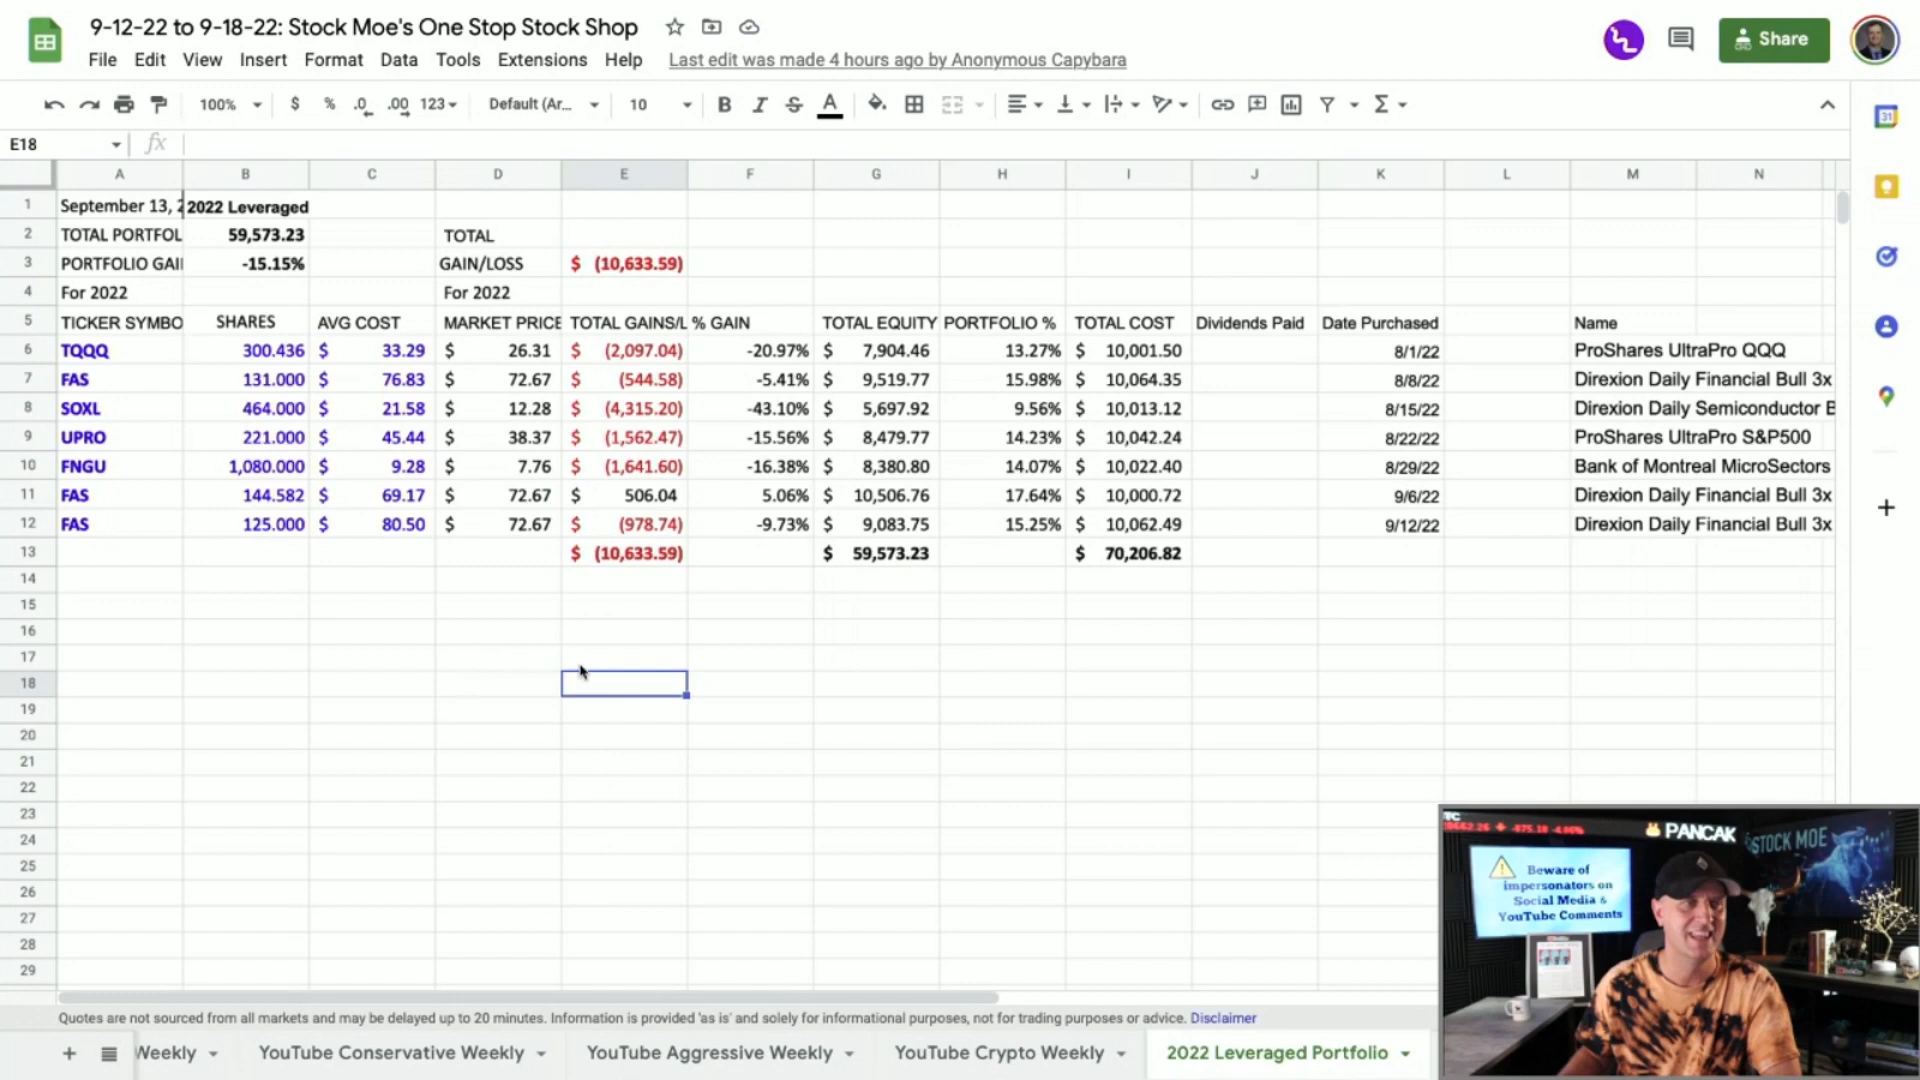 9-12-22 to 9-18-22: Stock Moe's One Stop Stock Shop
File Edit View Insert Format Data Tools Extensions Help Last edit was made 4 hours ago by Anonymous Capybara
Share
100% $ % .0 .00 123 Default (Ar... 10 B I S A Σ
31
E18 fx
A B C D E F G H I J K L M N
1 September 13, 2 2022 Leveraged
2 TOTAL PORTFOL 59,573.23 TOTAL
3 PORTFOLIO GAI -15.15% GAIN/LOSS $ (10,633.59)
4 For 2022 For 2022
5 TICKER SYMBO SHARES AVG COST MARKET PRICE TOTAL GAINS/L % GAIN TOTAL EQUITY PORTFOLIO % TOTAL COST Dividends Paid Date Purchased Name
6 TQQQ 300.436 $ 33.29 $ 26.31 $ (2,097.04) -20.97% $ 7,904.46 13.27% $ 10,001.50 8/1/22 ProShares UltraPro QQQ
7 FAS 131.000 $ 76.83 $ 72.67 $ (544.58) -5.41% $ 9,519.77 15.98% $ 10,064.35 8/8/22 Direxion Daily Financial Bull 3x
8 SOXL 464.000 $ 21.58 $ 12.28 $ (4,315.20) -43.10% $ 5,697.92 9.56% $ 10,013.12 8/15/22 Direxion Daily Semiconductor B
9 UPRO 221.000 $ 45.44 $ 38.37 $ (1,562.47) -15.56% $ 8,479.77 14.23% $ 10,042.24 8/22/22 ProShares UltraPro S&P500
10 FNGU 1,080.000 $ 9.28 $ 7.76 $ (1,641.60) -16.38% $ 8,380.80 14.07% $ 10,022.40 8/29/22 Bank of Montreal MicroSectors
11 FAS 144.582 $ 69.17 $ 72.67 $ 506.04 5.06% $ 10,506.76 17.64% $ 10,000.72 9/6/22 Direxion Daily Financial Bull 3x
12 FAS 125.000 $ 80.50 $ 72.67 $ (978.74) -9.73% $ 9,083.75 15.25% $ 10,062.49 9/12/22 Direxion Daily Financial Bull 3x
13 $ (10,633.59) $ 59,573.23 $ 70,206.82
14
15
16
17
18
19
20
21
22
23
24
25
26
27
28
29
PANCAK
STOCK MOE
Beware of
impersonators on
Social Media &
YouTube Comments
Quotes are not sourced from all markets and may be delayed up to 20 minutes. Information is provided 'as is' and solely for informational purposes, not for trading purposes or advice. Disclaimer
Weekly YouTube Conservative Weekly YouTube Aggressive Weekly YouTube Crypto Weekly 2022 Leveraged Portfolio